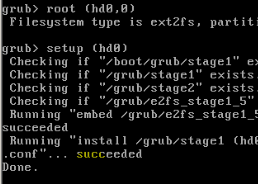 grub> root (hd0,0)
Filesystem type is ext2fs, partiti
grub> setup (hd0)
Checking if "/boot/grub/stage1" ex
Checking if "/grub/stage1" exists.
Checking if "/grub/stage2" exists.
Checking if "/grub/e2fs_stage1_5"
Running "embed /grub/e2fs_stage1_5
succeeded
Running "install /grub/stage1 (hd0
.conf"... succeeded
Done.